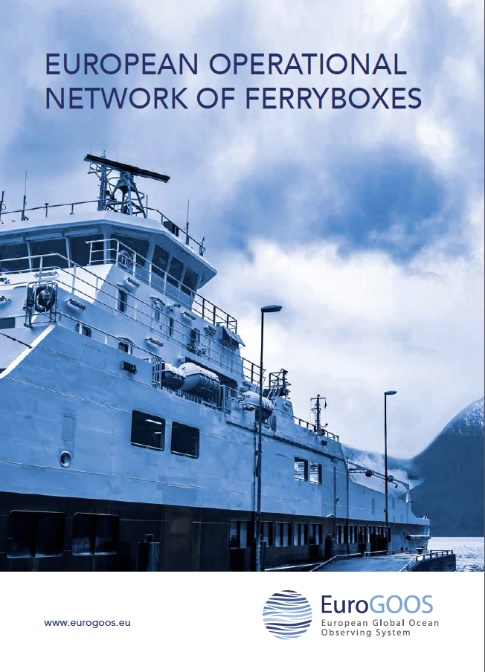 EUROPEAN OPERATIONAL
NETWORK OF FERRYBOXES
www.eurogoos.eu
EuroGOOS
European Global Ocean
Observing System